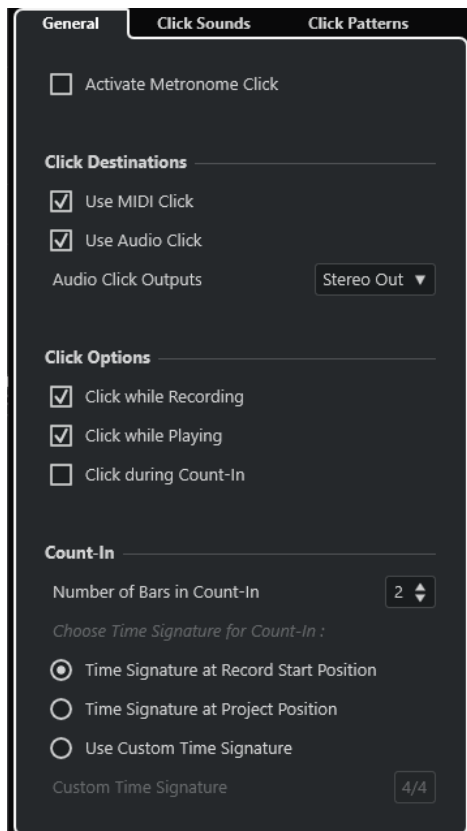 General Click Sounds Click Patterns
Activate Metronome Click
Click Destinations
Use MIDI Click
Use Audio Click
Audio Click Outputs Stereo Out
Click Options
Click while Recording
Click while Playing
Click during Count-In
Count-In
Number of Bars in Count-In 2
Choose Time Signature for Count-In :
Time Signature at Record Start Position
Time Signature at Project Position
Use Custom Time Signature
Custom Time Signature 4/4